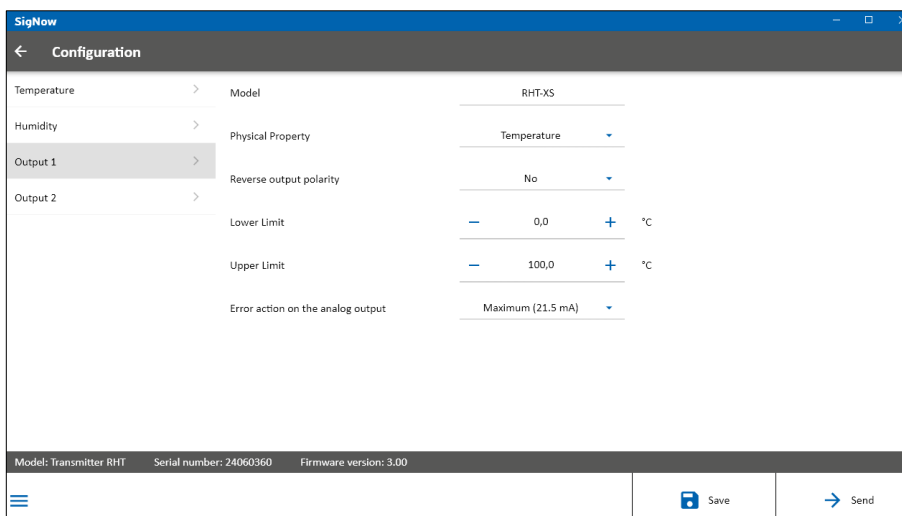 SigNow
Configuration
Temperature
Humidity
Output 1
Output 2
Model RHT-XS
Physical Property Temperature
Reverse output polarity No
Lower Limit 0,0 °C
Upper Limit 100,0 °C
Error action on the analog output Maximum (21.5 mA)
Model: Transmitter RHT Serial number: 24060360 Firmware version: 3.00
Save Send